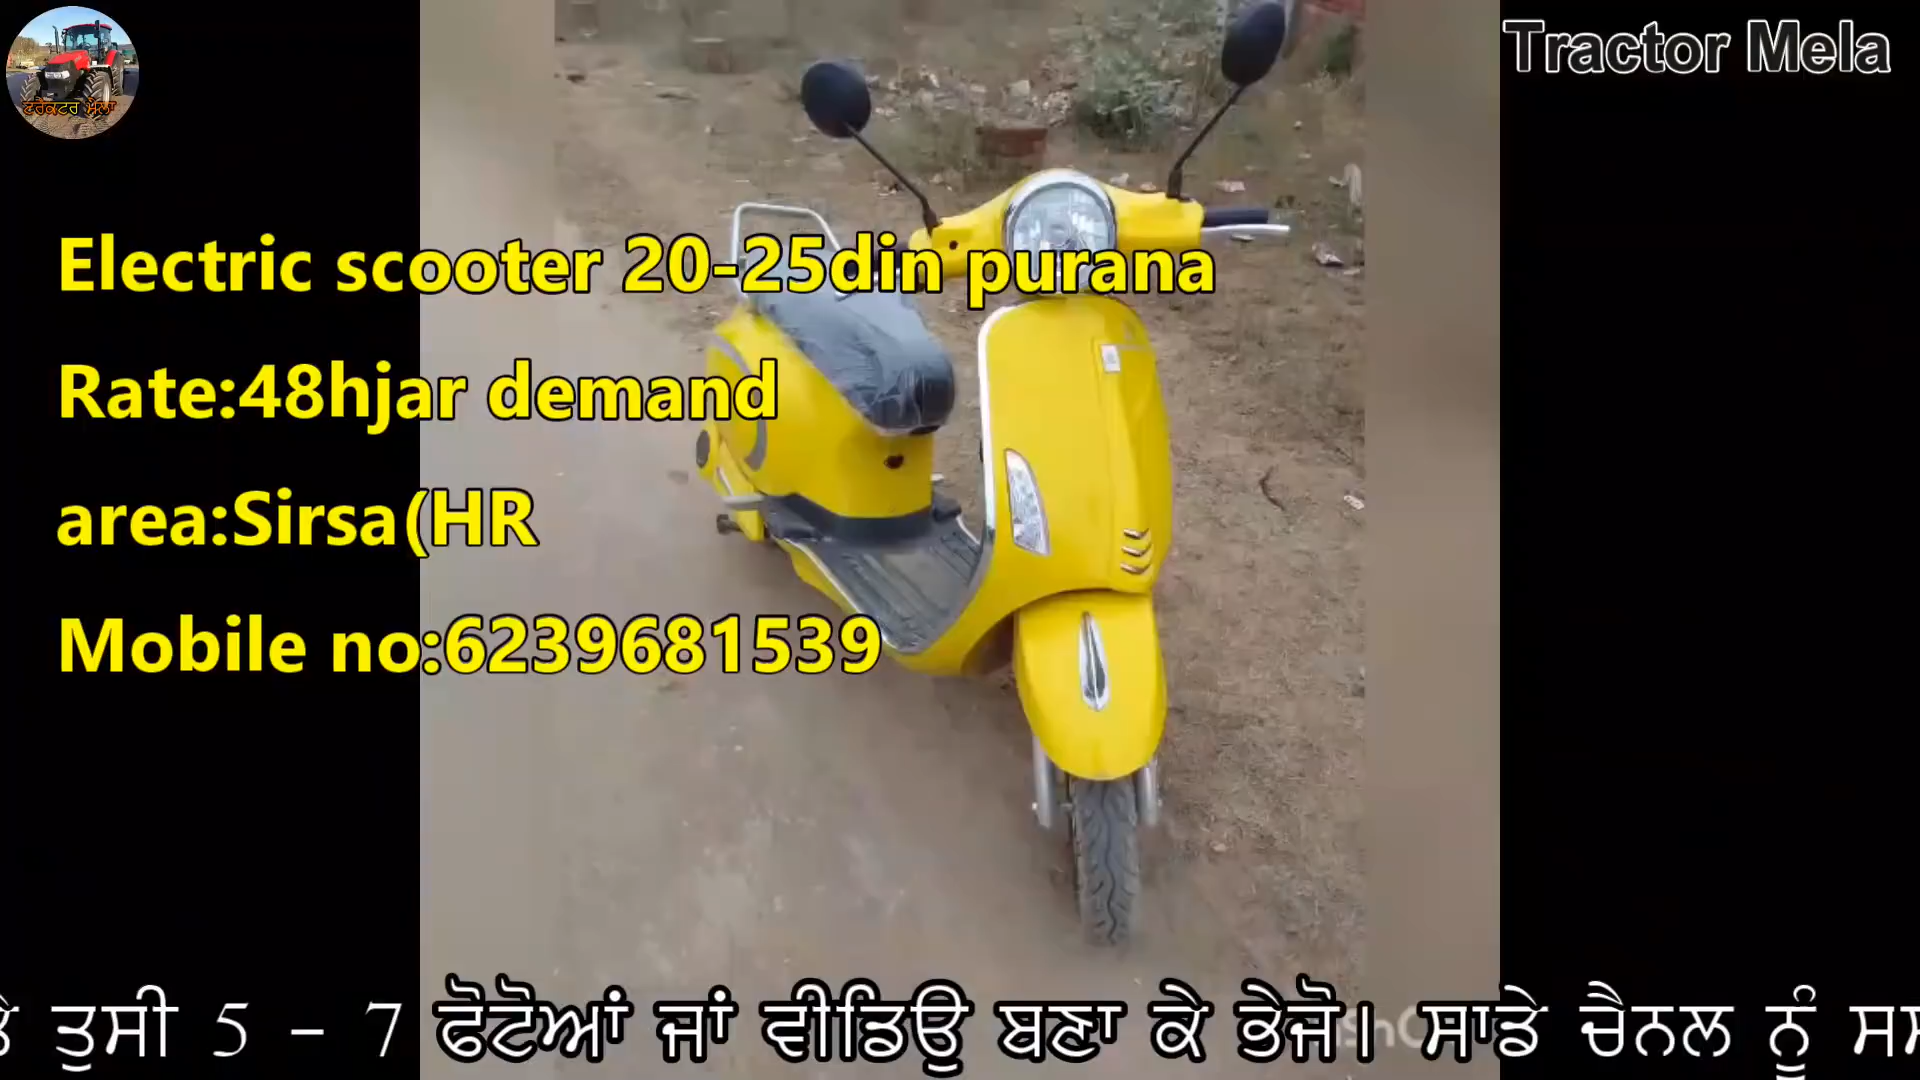 Tractor Mela
ਟਰੈਕਟਰ ਮੇਲਾ
Electric scooter 20-25din purana
Rate:48hjar demand
area:Sirsa(HR
Mobile no:6239681539
ਤੁਸੀ 5 - 7 ਫੋਟੋਆਂ ਜਾਂ ਵੀਡਿਉ ਬਣਾ ਕੇ ਭੇਜੋ। ਸਾਡੇ ਚੈਨਲ ਨੂੰ